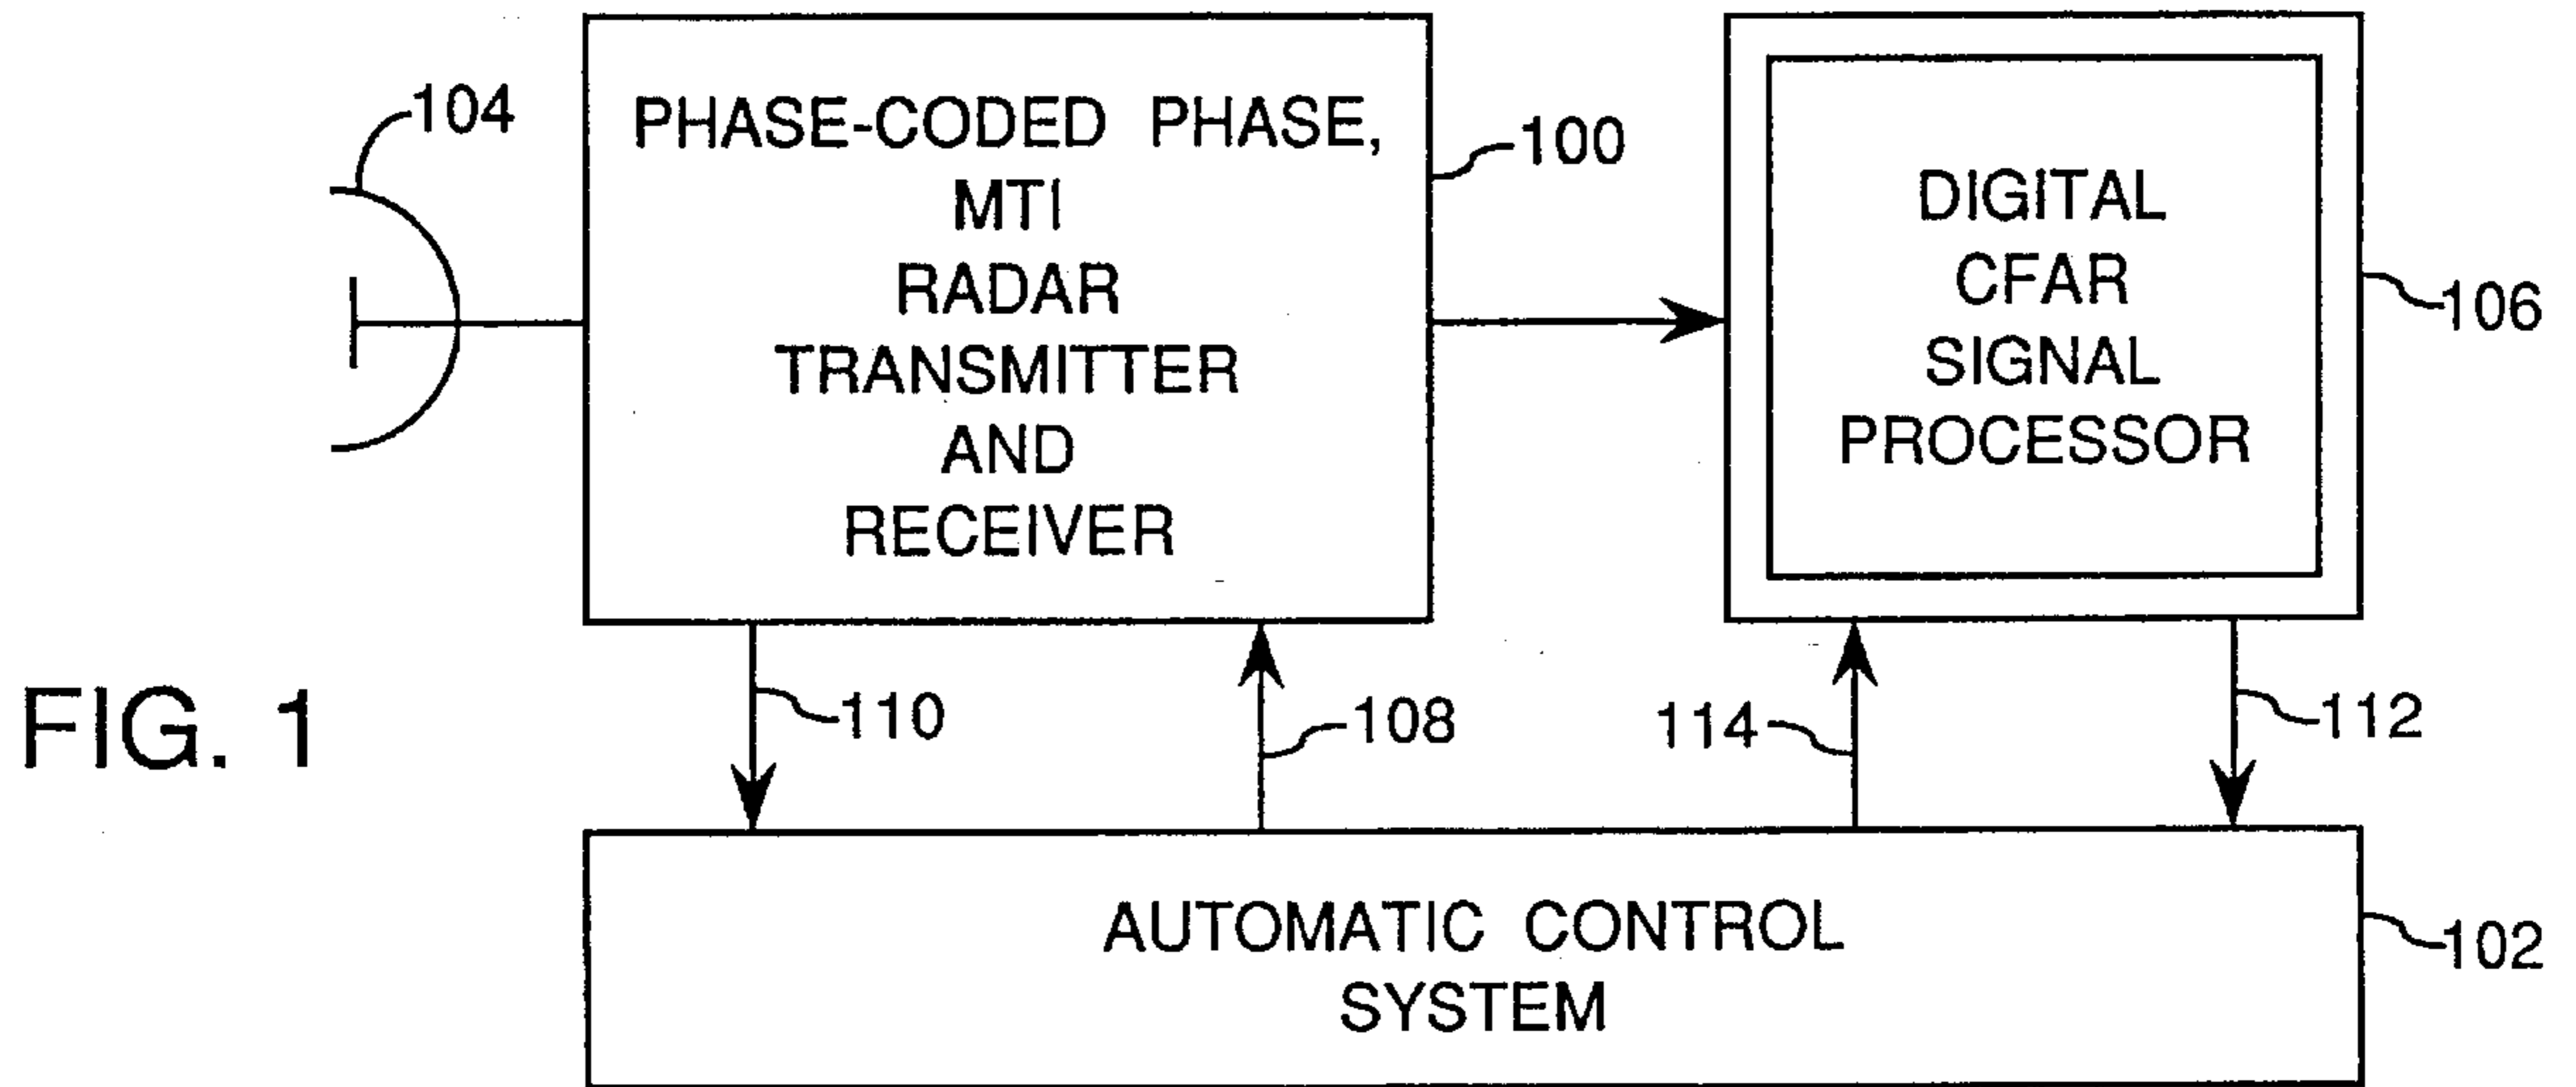 104
PHASE-CODED PHASE,
MTI
RADAR
TRANSMITTER
AND
RECEIVER
100
DIGITAL
CFAR
SIGNAL
PROCESSOR
106
FIG. 1
110
108
114
112
AUTOMATIC CONTROL
SYSTEM
102